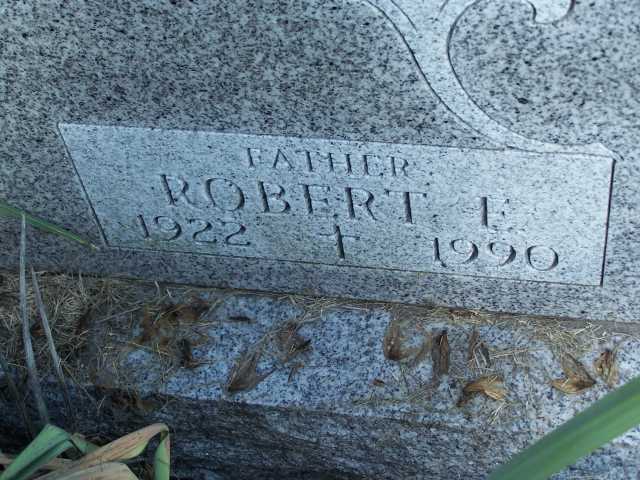 FATHER
ROBERT F.
1922 ✝ 1990